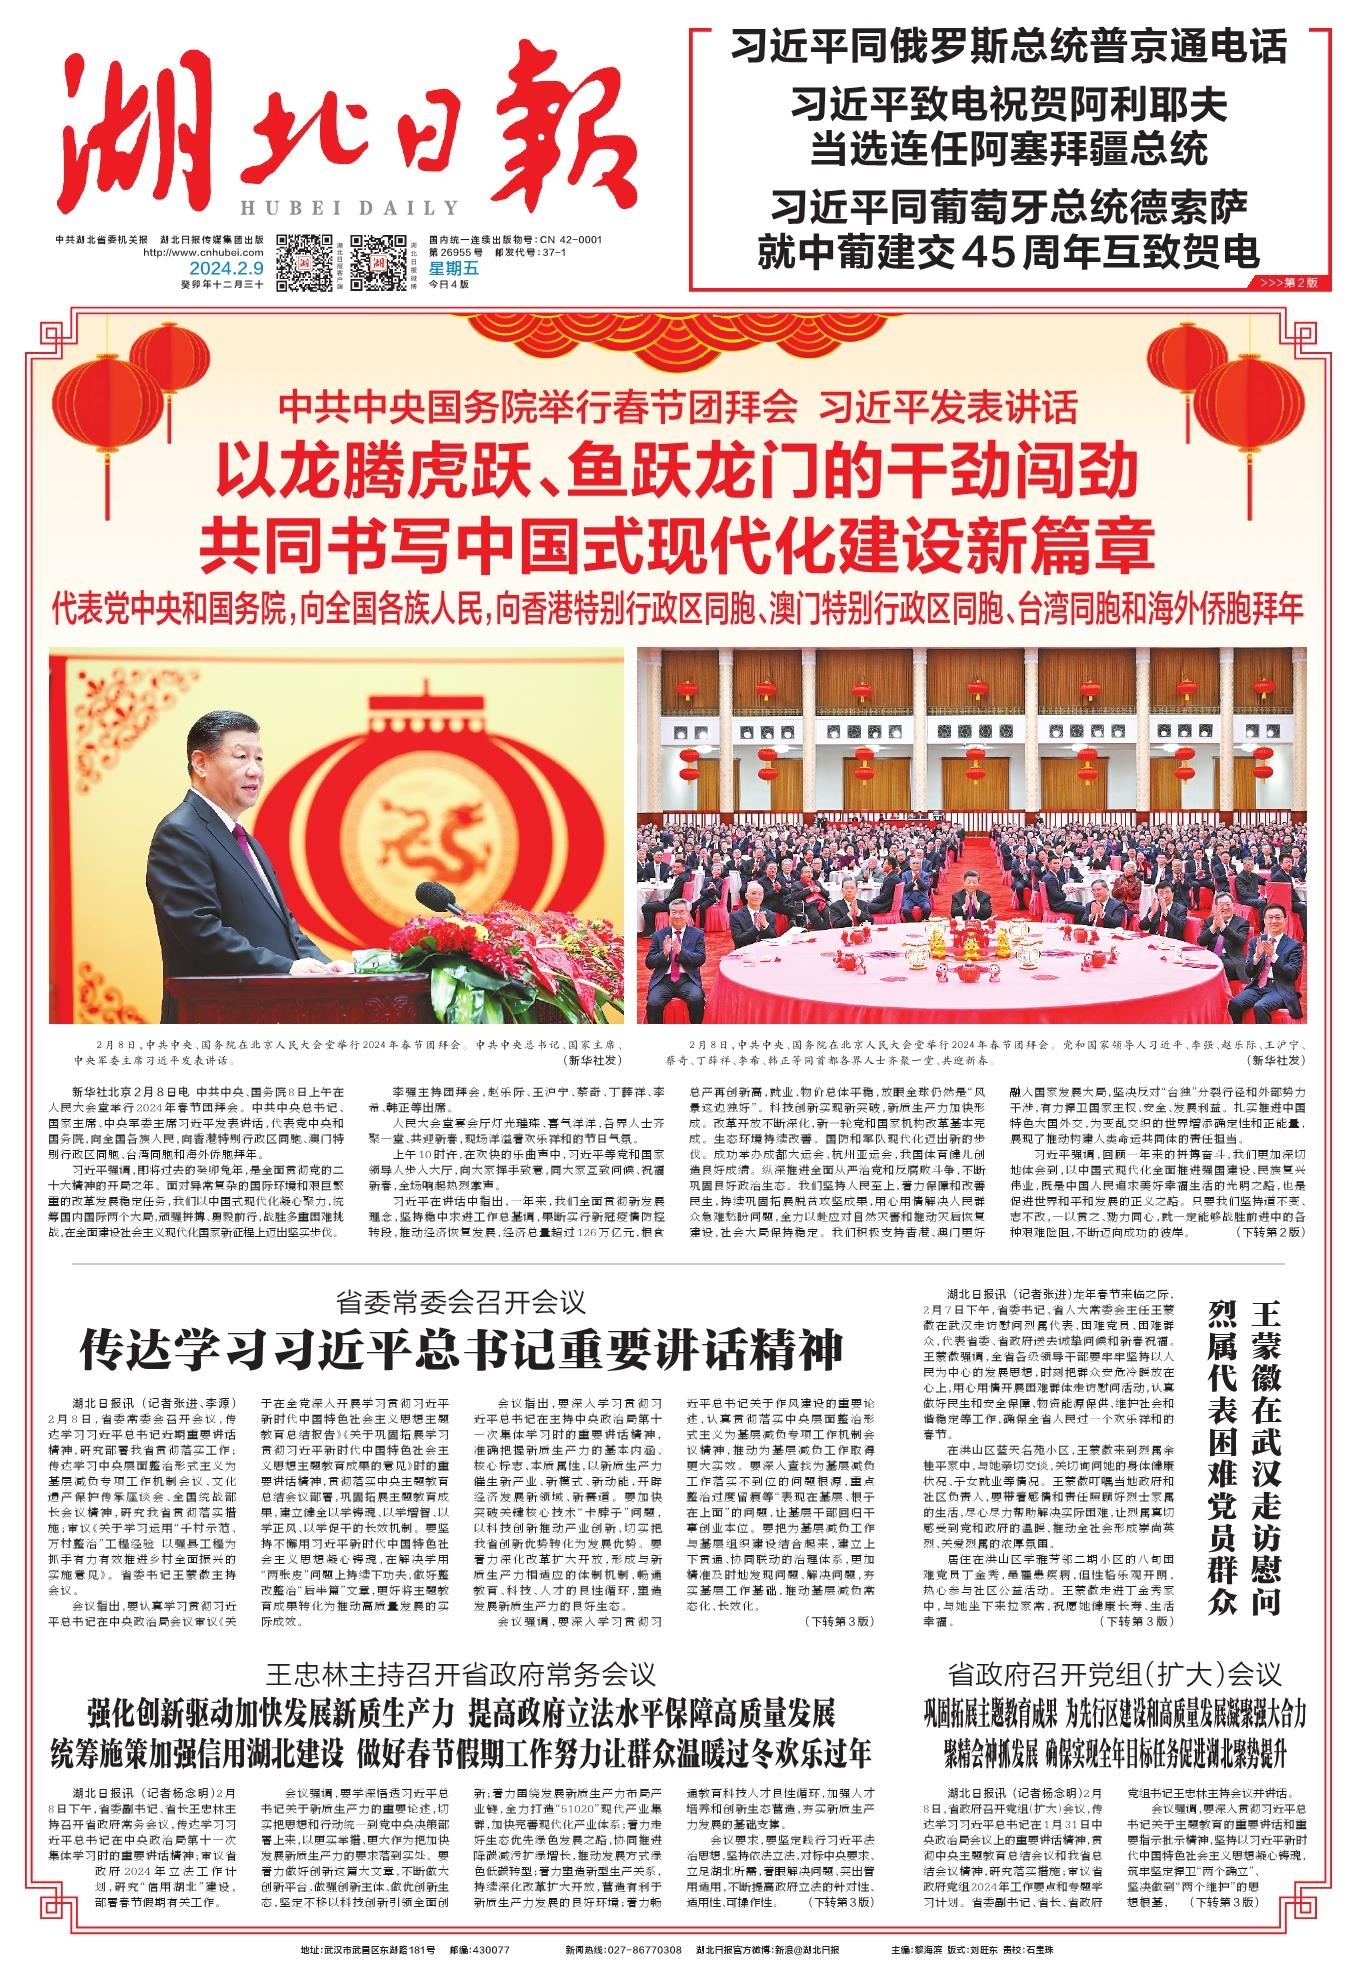 湖北日報
HUBEI DAILY
中共湖北省委机关报 湖北日报传媒集团出版
http://www.cnhubei.com
2024.2.9
癸卯年十二月三十
湖北日报客户端
湖北日报微博
国内统一连续出版物号:CN 42-0001
第26955号 邮发代号:37-1
星期五
今日4版
习近平同俄罗斯总统普京通电话
习近平致电祝贺阿利耶夫
当选连任阿塞拜疆总统
习近平同葡萄牙总统德索萨
就中葡建交45周年互致贺电
>>>第2版
中共中央国务院举行春节团拜会 习近平发表讲话
以龙腾虎跃、鱼跃龙门的干劲闯劲
共同书写中国式现代化建设新篇章
代表党中央和国务院,向全国各族人民,向香港特别行政区同胞、澳门特别行政区同胞、台湾同胞和海外侨胞拜年
2月8日,中共中央、国务院在北京人民大会堂举行2024年春节团拜会。中共中央总书记、国家主席、
中央军委主席习近平发表讲话。 (新华社发)
2月8日,中共中央、国务院在北京人民大会堂举行2024年春节团拜会。党和国家领导人习近平、李强、赵乐际、王沪宁、
蔡奇、丁薛祥、李希、韩正等同首都各界人士齐聚一堂、共迎新春。 (新华社发)
新华社北京2月8日电 中共中央、国务院8日上午在
人民大会堂举行2024年春节团拜会。中共中央总书记、
国家主席、中央军委主席习近平发表讲话,代表党中央和
国务院,向全国各族人民,向香港特别行政区同胞、澳门特
别行政区同胞、台湾同胞和海外侨胞拜年。
习近平强调,即将过去的癸卯兔年,是全面贯彻党的二
十大精神的开局之年。面对异常复杂的国际环境和艰巨繁
重的改革发展稳定任务,我们以中国式现代化凝心聚力,统
筹国内国际两个大局,顽强拼搏、勇毅前行,战胜多重困难挑
战,在全面建设社会主义现代化国家新征程上迈出坚实步伐。
李强主持团拜会,赵乐际、王沪宁、蔡奇、丁薛祥、李
希、韩正等出席。
人民大会堂宴会厅灯光璀璨、喜气洋洋,各界人士齐
聚一堂、共迎新春,现场洋溢着欢乐祥和的节日气氛。
上午10时许,在欢快的乐曲声中,习近平等党和国家
领导人步入大厅,向大家挥手致意,同大家互致问候、祝福
新春,全场响起热烈掌声。
习近平在讲话中指出,一年来,我们全面贯彻新发展
理念,坚持稳中求进工作总基调,果断实行新冠疫情防控
转段,推动经济恢复发展,经济总量超过126万亿元,粮食
总产再创新高,就业、物价总体平稳,放眼全球仍然是“风
景这边独好”。科技创新实现新突破,新质生产力加快形
成。改革开放不断深化,新一轮党和国家机构改革基本完
成。生态环境持续改善。国防和军队现代化迈出新的步
伐。成功举办成都大运会、杭州亚运会,我国体育健儿创
造良好成绩。纵深推进全面从严治党和反腐败斗争,不断
巩固良好政治生态。我们坚持人民至上,着力保障和改善
民生,持续巩固拓展脱贫攻坚成果,用心用情解决人民群
众急难愁盼问题,全力以赴应对自然灾害和推动灾后恢复
建设,社会大局保持稳定。我们积极支持香港、澳门更好
融入国家发展大局,坚决反对“台独”分裂行径和外部势力
干涉,有力捍卫国家主权、安全、发展利益。扎实推进中国
特色大国外交,为变乱交织的世界增添确定性和正能量,
展现了推动构建人类命运共同体的责任担当。
习近平强调,回顾一年来的拼搏奋斗,我们更加深切
地体会到,以中国式现代化全面推进强国建设、民族复兴
伟业,既是中国人民追求美好幸福生活的光明之路,也是
促进世界和平和发展的正义之路。只要我们坚持道不变、
志不改,一以贯之、勠力同心,就一定能够战胜前进中的各
种艰难险阻,不断迈向成功的彼岸。 (下转第2版)
省委常委会召开会议
传达学习习近平总书记重要讲话精神
湖北日报讯(记者张进、李源)
2月8日,省委常委会召开会议,传
达学习习近平总书记近期重要讲话
精神,研究部署我省贯彻落实工作;
传达学习中央层面整治形式主义为
基层减负专项工作机制会议、文化
遗产保护传承座谈会、全国统战部
长会议精神,研究我省贯彻落实措
施;审议《关于学习运用“千村示范、
万村整治”工程经验 以强县工程为
抓手有力有效推进乡村全面振兴的
实施意见》。省委书记王蒙徽主持
会议。
会议指出,要认真学习贯彻习近
平总书记在中央政治局会议审议《关
于在全党深入开展学习贯彻习近平
新时代中国特色社会主义思想主题
教育总结报告》《关于巩固拓展学习
贯彻习近平新时代中国特色社会主
义思想主题教育成果的意见》时的重
要讲话精神,贯彻落实中央主题教育
总结会议部署,巩固拓展主题教育成
果,建立健全以学铸魂、以学增智、以
学正风、以学促干的长效机制。要坚
持不懈用习近平新时代中国特色社
会主义思想凝心铸魂,在解决学用
“两张皮”问题上持续下功夫,做好整
改整治“后半篇”文章,更好将主题教
育成果转化为推动高质量发展的实
际成效。
会议指出,要深入学习贯彻习
近平总书记在主持中央政治局第十
一次集体学习时的重要讲话精神,
准确把握新质生产力的基本内涵、
核心标志、本质属性,以新质生产力
催生新产业、新模式、新动能,开辟
经济发展新领域、新赛道。要加快
突破关键核心技术“卡脖子”问题,
以科技创新推动产业创新,切实把
我省创新优势转化为发展优势。要
着力深化改革扩大开放,形成与新
质生产力相适应的体制机制,畅通
教育、科技、人才的良性循环,塑造
发展新质生产力的良好生态。
会议强调,要深入学习贯彻习
近平总书记关于作风建设的重要论
述,认真贯彻落实中央层面整治形
式主义为基层减负专项工作机制会
议精神,推动为基层减负工作取得
更大实效。要深入查找为基层减负
工作落实不到位的问题根源,重点
整治过度留痕等“表现在基层、根子
在上面”的问题,让基层干部回归干
事创业本位。要把为基层减负工作
与基层组织建设结合起来,建立上
下贯通、协同联动的治理体系,更加
精准及时地发现问题、解决问题,夯
实基层工作基础,推动基层减负常
态化、长效化。
(下转第3版)
湖北日报讯(记者张进)龙年春节来临之际,
2月7日下午,省委书记、省人大常委会主任王蒙
徽在武汉走访慰问烈属代表、困难党员、困难群
众,代表省委、省政府送去诚挚问候和新春祝福。
王蒙徽强调,全省各级领导干部要牢牢坚持以人
民为中心的发展思想,时刻把群众安危冷暖放在
心上,用心用情开展困难群体走访慰问活动,认真
做好民生和安全保障、物资能源保供、维护社会和
谐稳定等工作,确保全省人民过一个欢乐祥和的
春节。
在洪山区蓝天名苑小区,王蒙徽来到烈属余
桂平家中,与她亲切交谈,关切询问她的身体健康
状况、子女就业等情况。王蒙徽叮嘱当地政府和
社区负责人,要带着感情和责任照顾好烈士家属
的生活,尽心尽力帮助解决实际困难,让烈属真切
感受到党和政府的温暖,推动全社会形成崇尚英
烈、关爱烈属的浓厚氛围。
居住在洪山区学雅芳邻二期小区的八旬困
难党员丁金秀,虽罹患疾病,但性格乐观开朗,
热心参与社区公益活动。王蒙徽走进丁金秀家
中,与她坐下来拉家常,祝愿她健康长寿、生活
幸福。 (下转第3版)
王蒙徽在武汉走访慰问
烈属代表困难党员群众
王忠林主持召开省政府常务会议
强化创新驱动加快发展新质生产力 提高政府立法水平保障高质量发展
统筹施策加强信用湖北建设 做好春节假期工作努力让群众温暖过冬欢乐过年
湖北日报讯(记者杨念明)2月
8日下午,省委副书记、省长王忠林主
持召开省政府常务会议,传达学习习
近平总书记在中央政治局第十一次
集体学习时的重要讲话精神;审议省
政府2024年立法工作计
划,研究“信用湖北”建设,
部署春节假期有关工作。
会议强调,要学深悟透习近平总
书记关于新质生产力的重要论述,切
实把思想和行动统一到党中央决策部
署上来,以更实举措、更大作为把加快
发展新质生产力的要求落到实处。要
着力做好创新这篇大文章,不断做大
创新平台、做强创新主体、做优创新生
态,坚定不移以科技创新引领全面创
新;着力围绕发展新质生产力布局产
业链,全力打造“51020”现代产业集
群,加快完善现代化产业体系;着力走
好生态优先绿色发展之路,协同推进
降碳减污扩绿增长,推动发展方式绿
色低碳转型;着力塑造新型生产关系,
持续深化改革扩大开放,营造有利于
新质生产力发展的良好环境;着力畅
通教育科技人才良性循环,加强人才
培养和创新生态营造,夯实新质生产
力发展的基础支撑。
会议要求,要坚定践行习近平法
治思想,坚持依法立法,对标中央要求、
立足湖北所需,着眼解决问题、突出管
用适用,不断提高政府立法的针对性、
适用性、可操作性。 (下转第3版)
省政府召开党组(扩大)会议
巩固拓展主题教育成果 为先行区建设和高质量发展凝聚强大合力
聚精会神抓发展 确保实现全年目标任务促进湖北聚势提升
湖北日报讯(记者杨念明)2月
8日,省政府召开党组(扩大)会议,传
达学习习近平总书记在1月31日中
央政治局会议上的重要讲话精神,贯
彻中央主题教育总结会议和我省总
结会议精神,研究落实措施;审议省
政府党组2024年工作要点和专题学
习计划。省委副书记、省长、省政府
党组书记王忠林主持会议并讲话。
会议强调,要深入贯彻习近平总
书记关于主题教育的重要讲话和重
要指示批示精神,坚持以习近平新时
代中国特色社会主义思想凝心铸魂,
筑牢坚定捍卫“两个确立”、
坚决做到“两个维护”的思
想根基, (下转第3版)
地址:武汉市武昌区东湖路181号 邮编:430077 新闻热线:027-86770308 湖北日报官方微博:新浪@湖北日报 主编:黎海滨 版式:刘旺东 责校:石宝珠